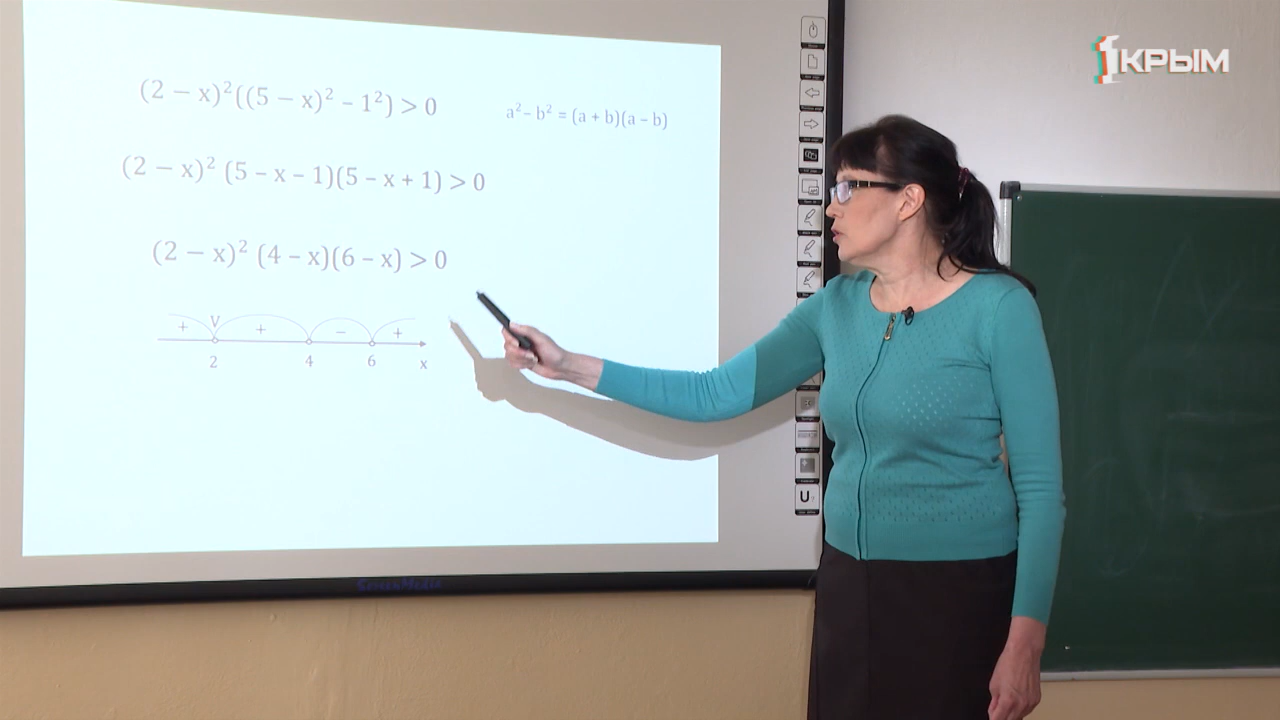 1КРЫМ
(2 − x)²((5 − x)² − 1²) > 0
a² − b² = (a + b)(a − b)
(2 − x)² (5 − x − 1)(5 − x + 1) > 0
(2 − x)² (4 − x)(6 − x) > 0
+ V + − +
2 4 6 x
ScreenMedia